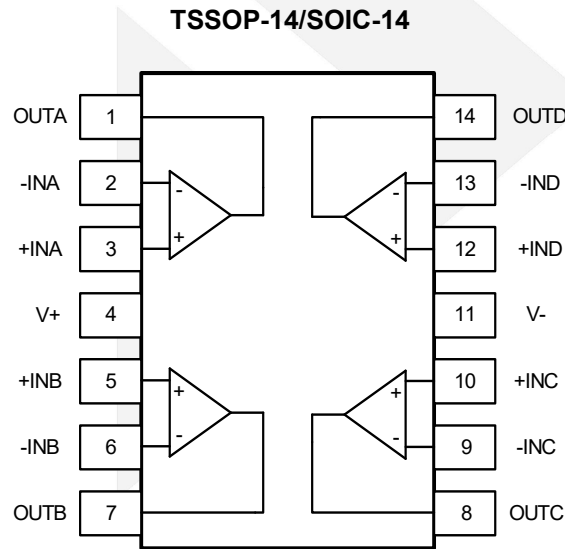 TSSOP-14/SOIC-14
OUTA 1 14 OUTD
-INA 2 - - 13 -IND
+INA 3 + + 12 +IND
V+ 4 11 V-
+INB 5 + + 10 +INC
-INB 6 - - 9 -INC
OUTB 7 8 OUTC